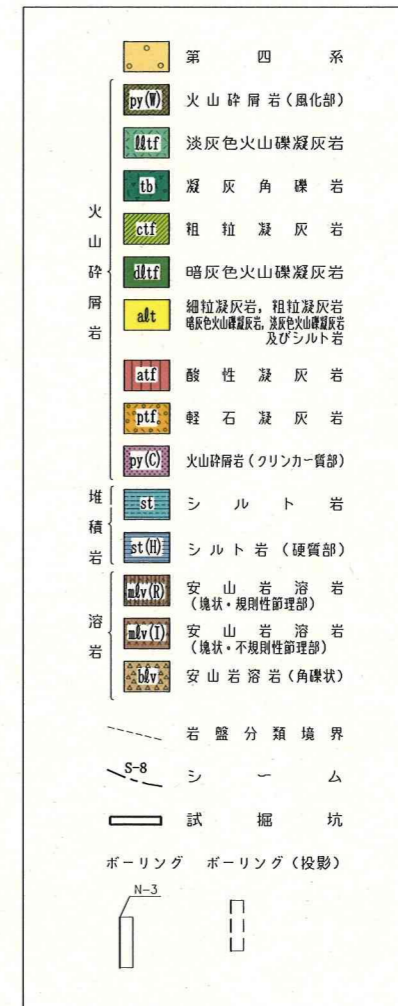 第四系
火山砕屑岩
py(W) 火山砕屑岩(風化部)
lltf 淡灰色火山礫凝灰岩
tb 凝灰角礫岩
ctf 粗粒凝灰岩
dltf 暗灰色火山礫凝灰岩
alt 細粒凝灰岩,粗粒凝灰岩
暗灰色火山礫凝灰岩,淡灰色火山礫凝灰岩
及びシルト岩
atf 酸性凝灰岩
ptf 軽石凝灰岩
py(C) 火山砕屑岩(クリンカー質部)
堆積岩
st シルト岩
st(H) シルト岩(硬質部)
溶岩
mlv(R) 安山岩溶岩
(塊状・規則性節理部)
mlv(I) 安山岩溶岩
(塊状・不規則性節理部)
blv 安山岩溶岩(角礫状)
岩盤分類境界
S-8 シーム
試掘坑
ボーリング ボーリング(投影)
N-3